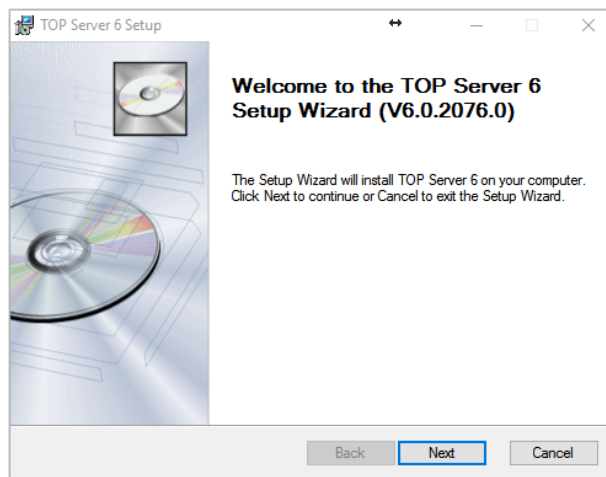 TOP Server 6 Setup
Welcome to the TOP Server 6
Setup Wizard (V6.0.2076.0)
The Setup Wizard will install TOP Server 6 on your computer.
Click Next to continue or Cancel to exit the Setup Wizard.
Back
Next
Cancel